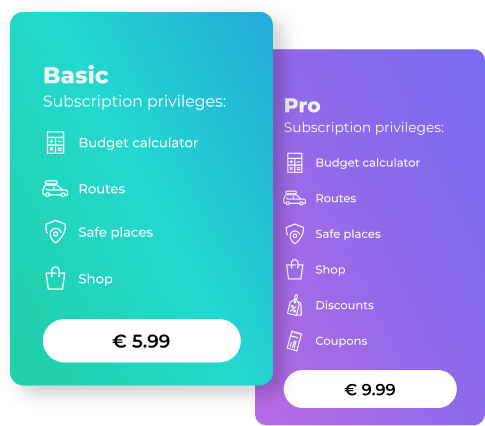 Basic
Subscription privileges:
Budget calculator
Routes
Safe places
Shop
€ 5.99
Pro
Subscription privileges:
Budget calculator
Routes
Safe places
Shop
Discounts
Coupons
€ 9.99